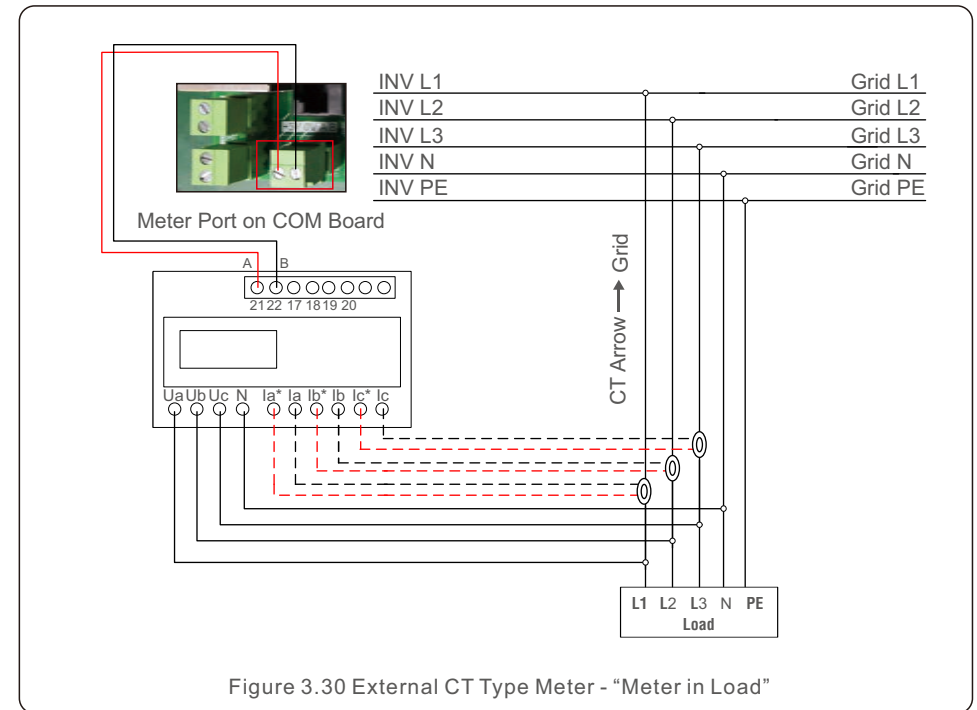 INV L1 Grid L1
INV L2 Grid L2
INV L3 Grid L3
INV N Grid N
INV PE Grid PE
Meter Port on COM Board
CT Arrow → Grid
A B
21 22 17 18 19 20
Ua Ub Uc N Ia* Ia Ib* Ib Ic* Ic
L1 L2 L3 N PE
Load
Figure 3.30 External CT Type Meter - “Meter in Load”